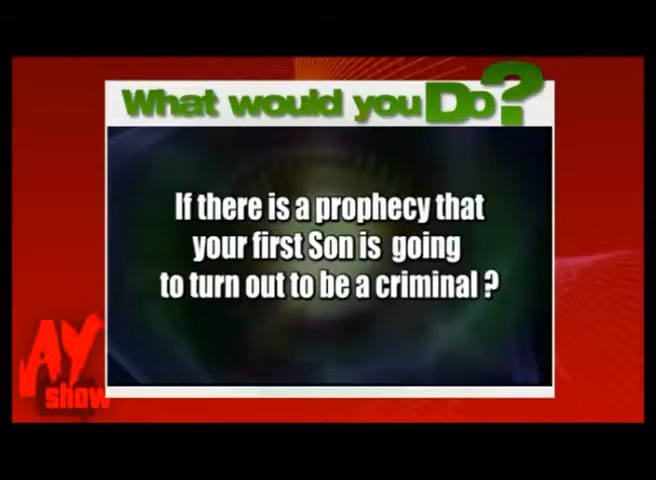 What would you Do?
If there is a prophecy that
your first Son is going
to turn out to be a criminal ?
AY
show